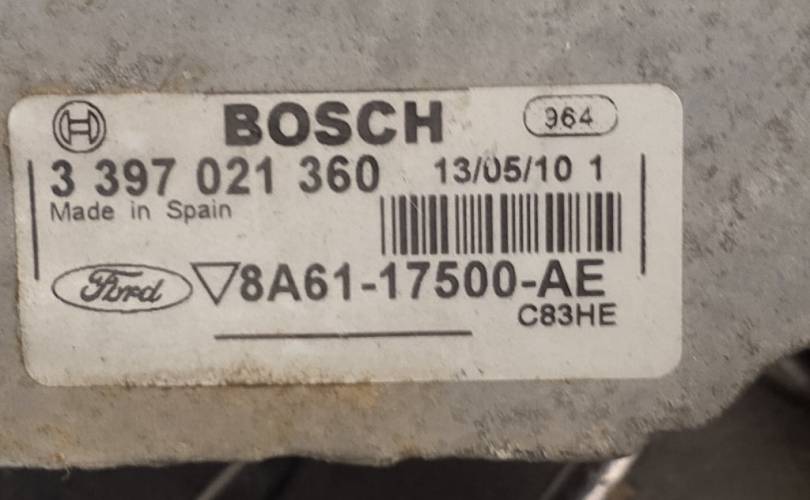 BOSCH 964
3 397 021 360 13/05/10 1
Made in Spain
Ford 8A61-17500-AE
C83HE